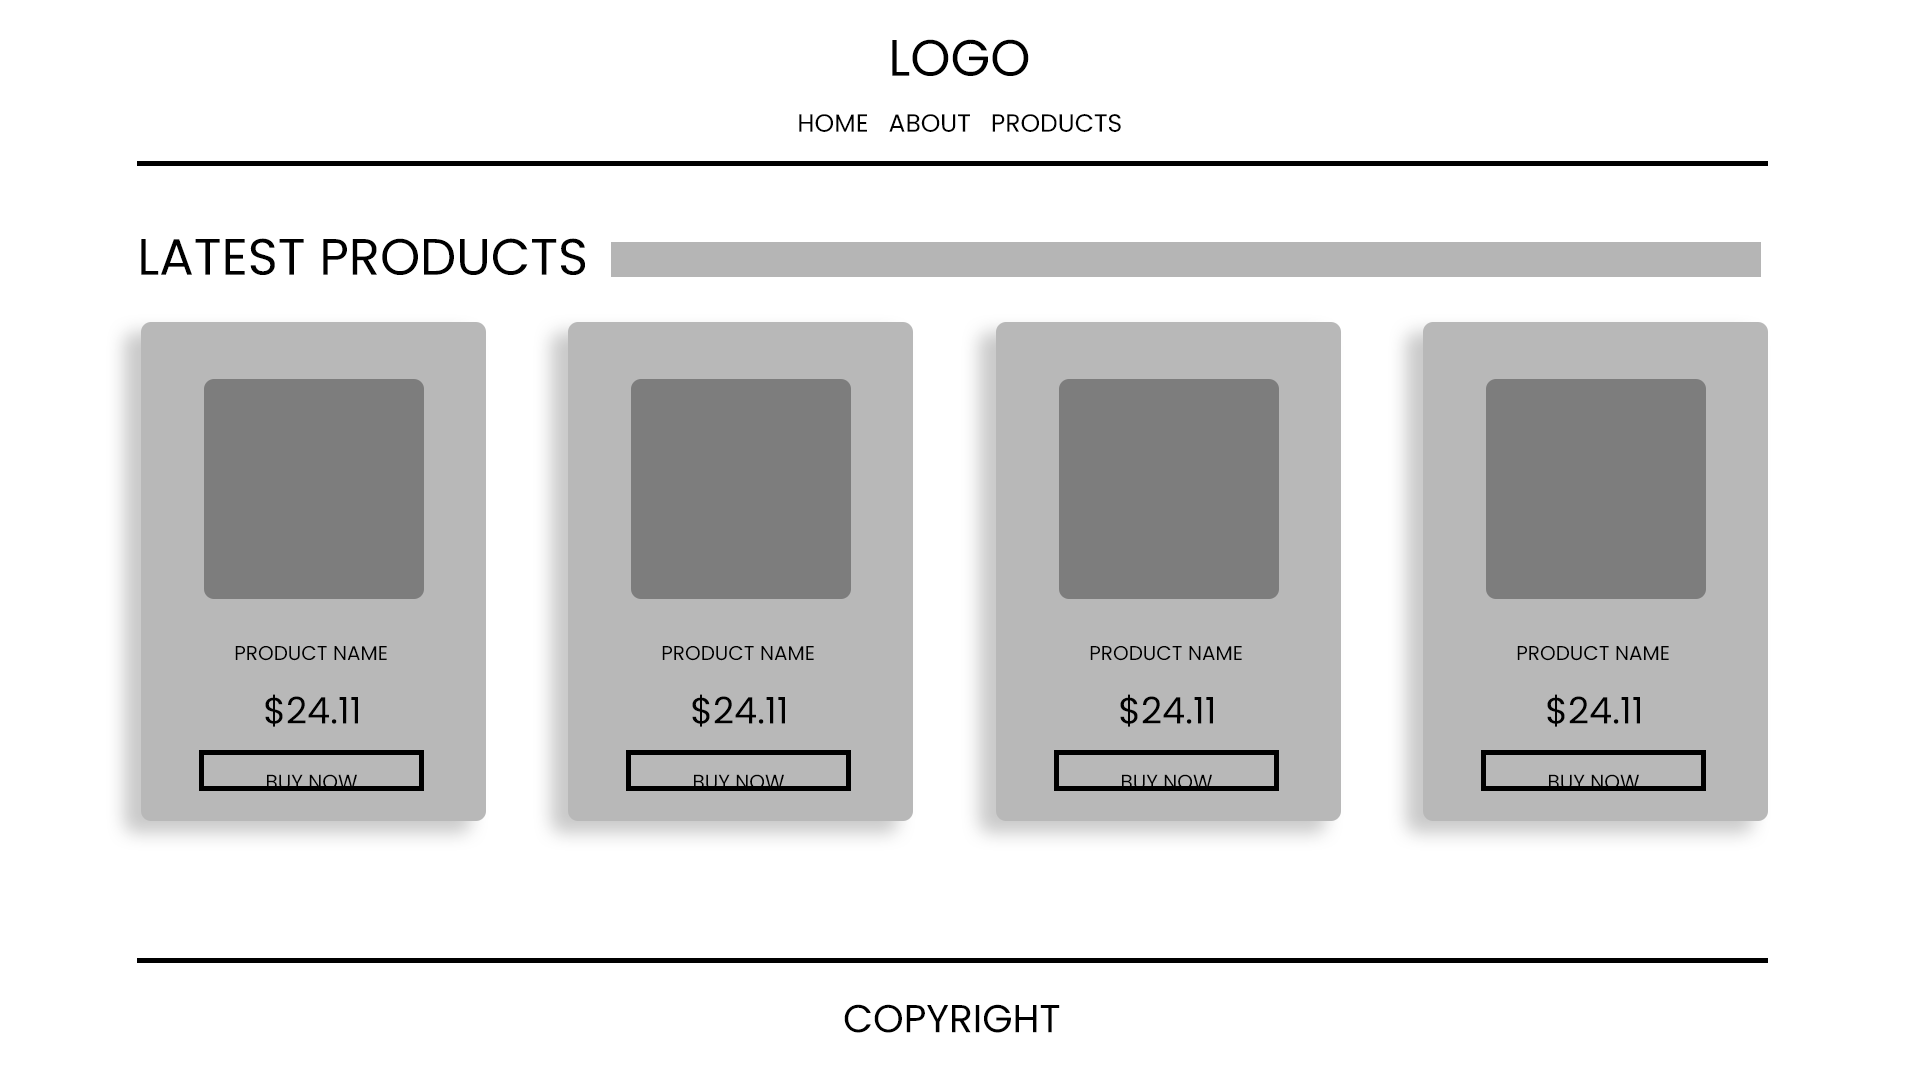 LOGO
HOME ABOUT PRODUCTS
LATEST PRODUCTS
PRODUCT NAME PRODUCT NAME PRODUCT NAME PRODUCT NAME
$24.11 $24.11 $24.11 $24.11
BUY NOW BUY NOW BUY NOW BUY NOW
COPYRIGHT